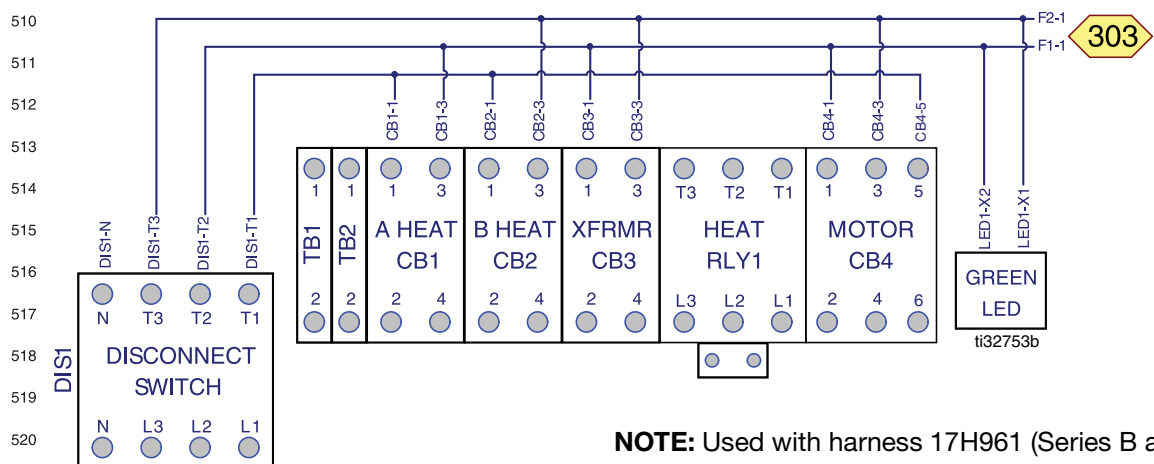 510
F2-1
F1-1
303
511
512
CB1-1
CB1-3
CB2-1
CB2-3
CB3-1
CB3-3
CB4-1
CB4-3
CB4-5
513
514
1
1
1
3
1
3
1
3
T3
T2
T1
1
3
5
515
DIS1-N
DIS1-T3
DIS1-T2
DIS1-T1
TB1
TB2
A HEAT
CB1
B HEAT
CB2
XFRMR
CB3
HEAT
RLY1
MOTOR
CB4
LED1-X2
LED1-X1
516
GREEN
LED
517
N
T3
T2
T1
2
2
2
4
2
4
2
4
L3
L2
L1
2
4
6
ti32753b
518
DIS1
DISCONNECT
SWITCH
519
520
N
L3
L2
L1
NOTE: Used with harness 17H961 (Series B a